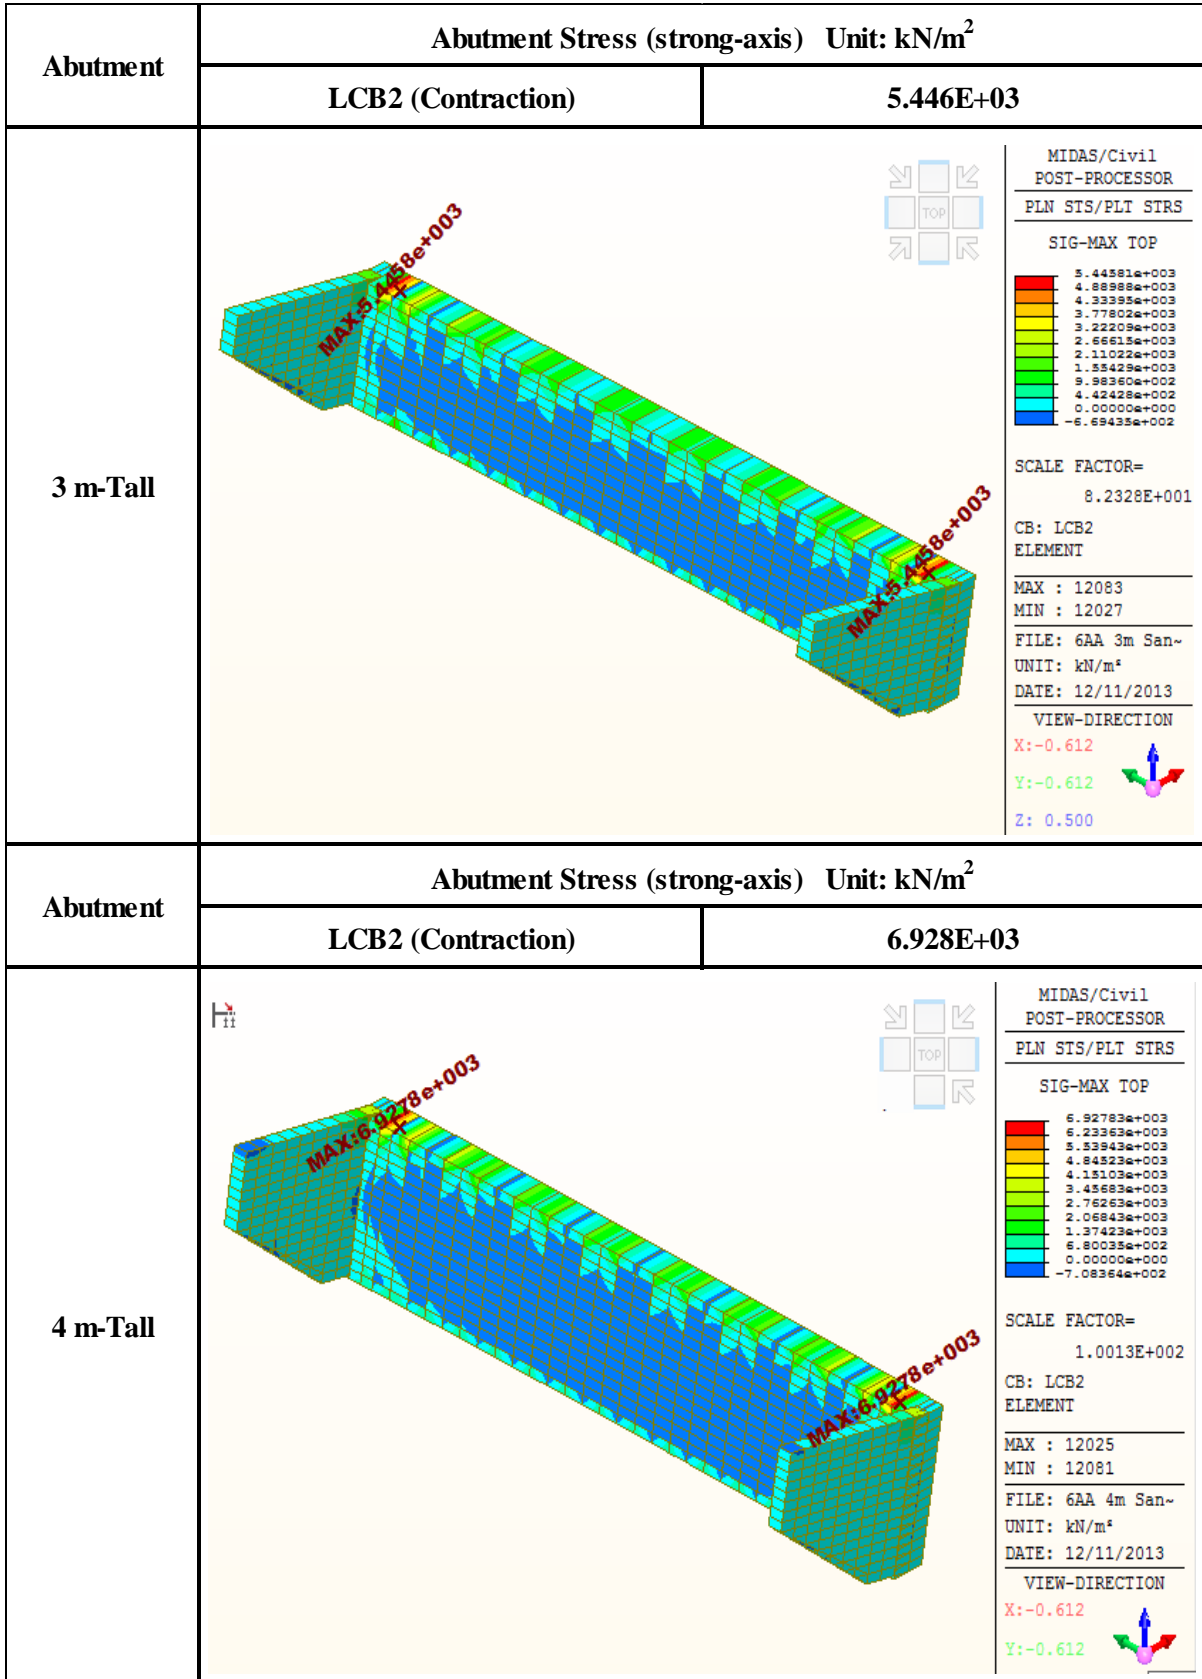 Abutment
Abutment Stress (strong-axis) Unit: kN/m²
LCB2 (Contraction)
5.446E+03
3 m-Tall
MAX:5.4458e+003
MAX:5.4458e+003
TOP
MIDAS/Civil
POST-PROCESSOR
PLN STS/PLT STRS
SIG-MAX TOP
5.44581e+003
4.88988e+003
4.33395e+003
3.77802e+003
3.22209e+003
2.66615e+003
2.11022e+003
1.55429e+003
9.98360e+002
4.42428e+002
0.00000e+000
-6.69435e+002
SCALE FACTOR=
8.2328E+001
CB: LCB2
ELEMENT
MAX : 12083
MIN : 12027
FILE: 6AA 3m San~
UNIT: kN/m²
DATE: 12/11/2013
VIEW-DIRECTION
X:-0.612
Y:-0.612
Z: 0.500
Abutment
Abutment Stress (strong-axis) Unit: kN/m²
LCB2 (Contraction)
6.928E+03
4 m-Tall
MAX:6.9278e+003
MAX:6.9278e+003
TOP
MIDAS/Civil
POST-PROCESSOR
PLN STS/PLT STRS
SIG-MAX TOP
6.92783e+003
6.23363e+003
5.53943e+003
4.84523e+003
4.15103e+003
3.45683e+003
2.76263e+003
2.06843e+003
1.37423e+003
6.80035e+002
0.00000e+000
-7.08364e+002
SCALE FACTOR=
1.0013E+002
CB: LCB2
ELEMENT
MAX : 12025
MIN : 12081
FILE: 6AA 4m San~
UNIT: kN/m²
DATE: 12/11/2013
VIEW-DIRECTION
X:-0.612
Y:-0.612